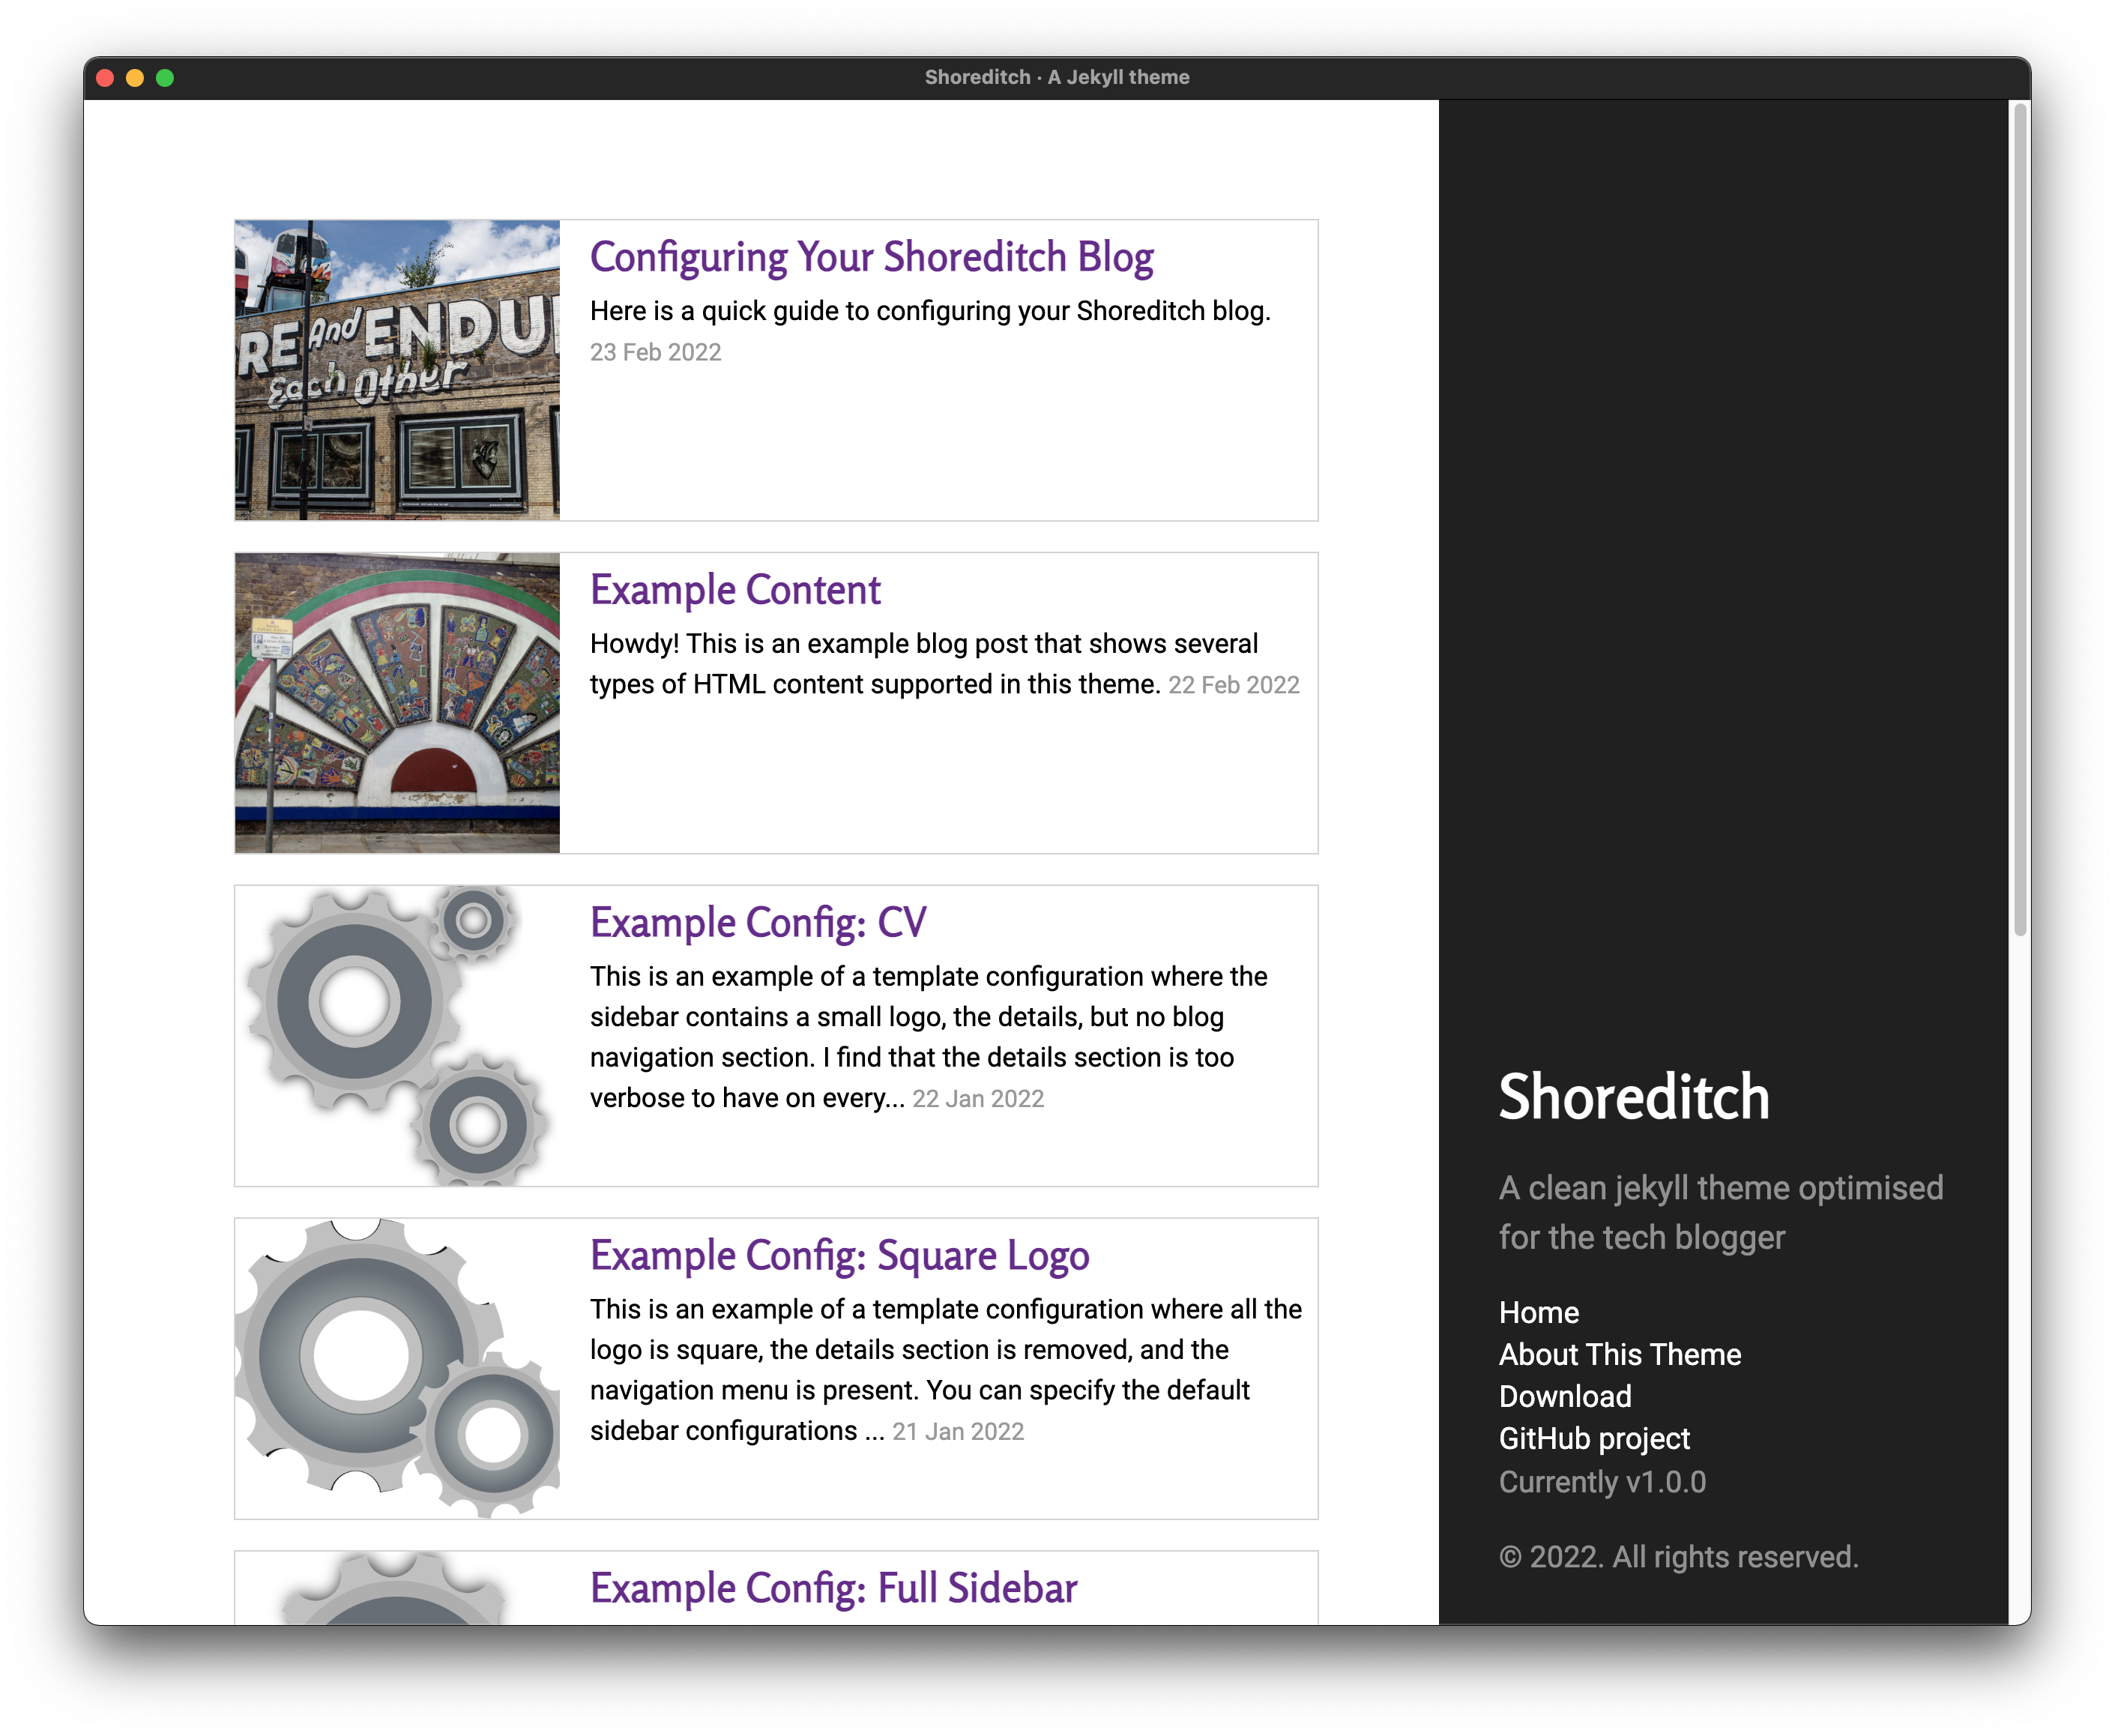 Shoreditch · A Jekyll theme
RE And ENDU
Each Other
Configuring Your Shoreditch Blog
Here is a quick guide to configuring your Shoreditch blog.
23 Feb 2022
Example Content
Howdy! This is an example blog post that shows several
types of HTML content supported in this theme. 22 Feb 2022
Example Config: CV
This is an example of a template configuration where the
sidebar contains a small logo, the details, but no blog
navigation section. I find that the details section is too
verbose to have on every... 22 Jan 2022
Example Config: Square Logo
This is an example of a template configuration where all the
logo is square, the details section is removed, and the
navigation menu is present. You can specify the default
sidebar configurations ... 21 Jan 2022
Example Config: Full Sidebar
Shoreditch
A clean jekyll theme optimised
for the tech blogger
Home
About This Theme
Download
GitHub project
Currently v1.0.0
© 2022. All rights reserved.